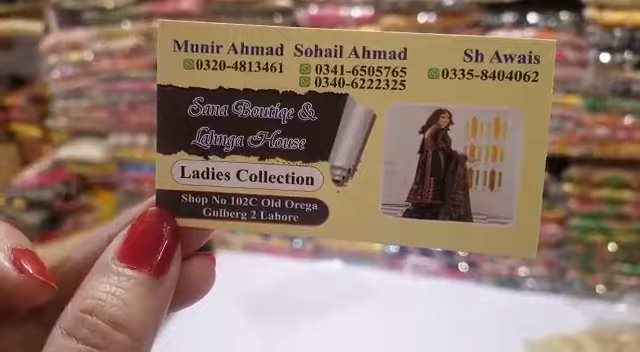 Munir Ahmad Sohail Ahmad Sh Awais
0320-4813461 0341-6505765 0335-8404062
0340-6222325
Sana Boutiqe &
Lahnga House
Ladies Collection
Shop No 102C Old Orega
Gulberg 2 Lahore